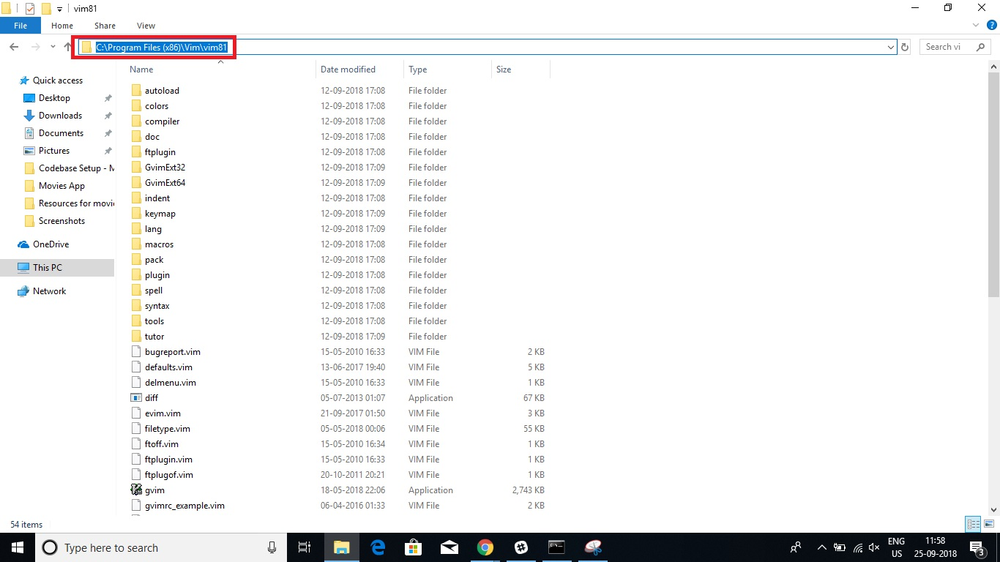 vim81
File Home Share View
C:\Program Files (x86)\Vim\vim81
Search vi
Name Date modified Type Size
Quick access
Desktop
Downloads
Documents
Pictures
Codebase Setup - M
Movies App
Resources for movie
Screenshots
OneDrive
This PC
Network
autoload 12-09-2018 17:08 File folder
colors 12-09-2018 17:08 File folder
compiler 12-09-2018 17:08 File folder
doc 12-09-2018 17:08 File folder
ftplugin 12-09-2018 17:08 File folder
GvimExt32 12-09-2018 17:09 File folder
GvimExt64 12-09-2018 17:09 File folder
indent 12-09-2018 17:08 File folder
keymap 12-09-2018 17:09 File folder
lang 12-09-2018 17:09 File folder
macros 12-09-2018 17:08 File folder
pack 12-09-2018 17:08 File folder
plugin 12-09-2018 17:08 File folder
spell 12-09-2018 17:08 File folder
syntax 12-09-2018 17:08 File folder
tools 12-09-2018 17:08 File folder
tutor 12-09-2018 17:09 File folder
bugreport.vim 15-05-2010 16:33 VIM File 2 KB
defaults.vim 13-06-2017 19:40 VIM File 5 KB
delmenu.vim 15-05-2010 16:33 VIM File 1 KB
diff 05-07-2013 01:07 Application 67 KB
evim.vim 21-09-2017 01:50 VIM File 3 KB
filetype.vim 05-05-2018 00:06 VIM File 55 KB
ftoff.vim 15-05-2010 16:34 VIM File 1 KB
ftplugin.vim 15-05-2010 16:33 VIM File 1 KB
ftplugof.vim 20-10-2011 20:21 VIM File 1 KB
gvim 18-05-2018 22:06 Application 2,743 KB
gvimrc_example.vim 06-04-2016 01:33 VIM File 2 KB
54 items
Type here to search
ENG
US
11:58
25-09-2018
3